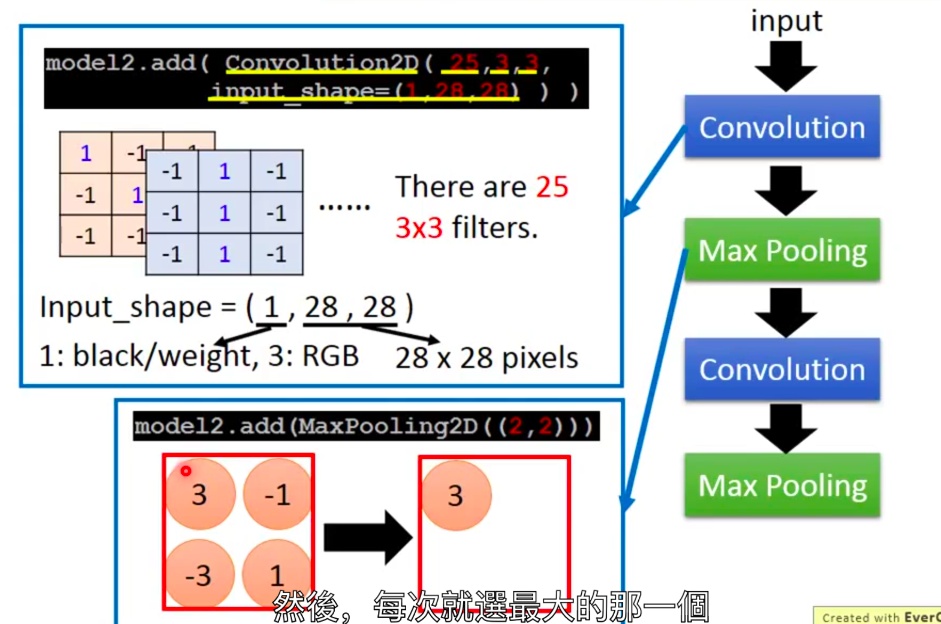 input
model2.add( Convolution2D( 25,3,3,
input_shape=(1,28,28) ) )
Convolution
1 -1 -1
-1 1
-1 -1
-1 1 -1
-1 1 -1
-1 1 -1
……
There are 25
3x3 filters.
Max Pooling
Input_shape = ( 1 , 28 , 28 )
1: black/weight, 3: RGB 28 x 28 pixels
Convolution
model2.add(MaxPooling2D((2,2)))
Max Pooling
3 -1
-3 1
3
然後，每次就選最大的那一個
Created with